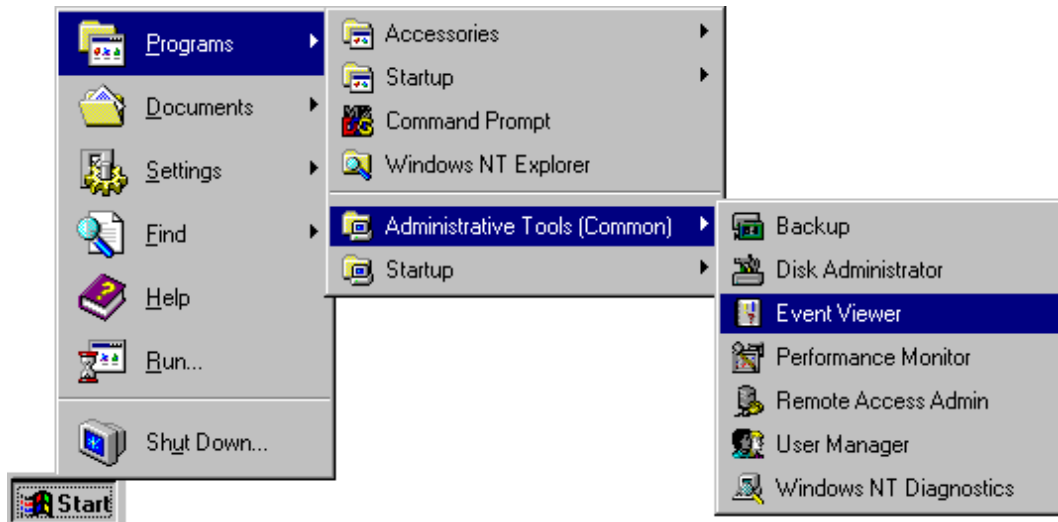 Programs
Documents
Settings
Find
Help
Run...
Shut Down...
Start
Accessories
Startup
Command Prompt
Windows NT Explorer
Administrative Tools (Common)
Startup
Backup
Disk Administrator
Event Viewer
Performance Monitor
Remote Access Admin
User Manager
Windows NT Diagnostics